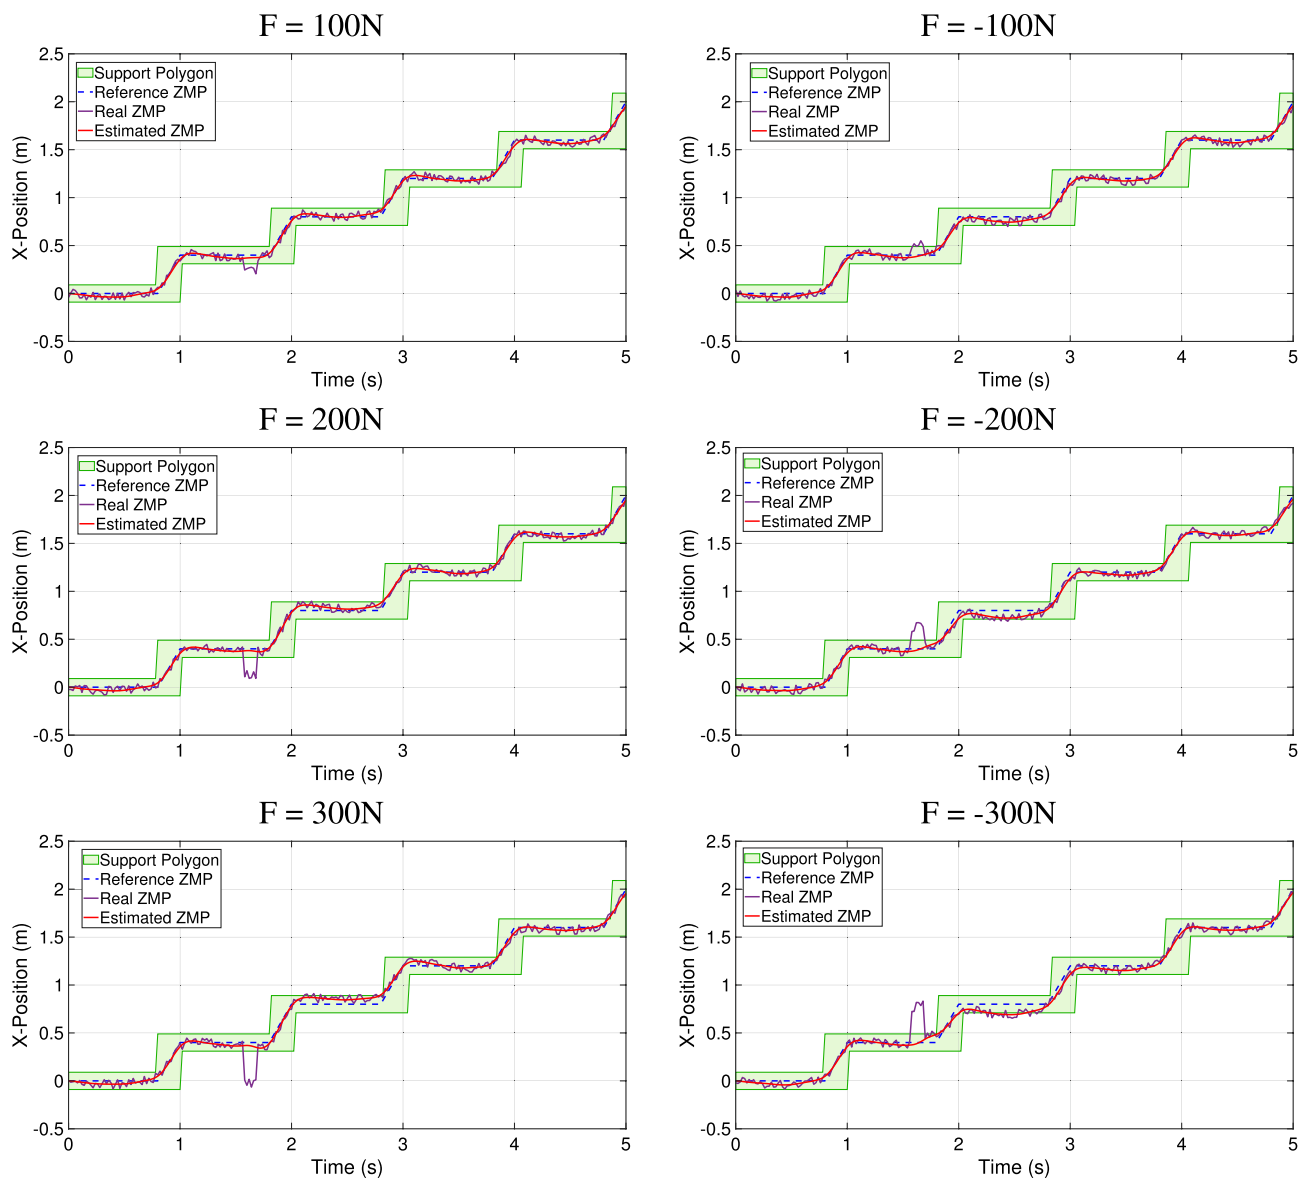 F = 100N
2.5
2
1.5
1
0.5
0
-0.5
X-Position (m)
Support Polygon
Reference ZMP
Real ZMP
Estimated ZMP
0 1 2 3 4 5
Time (s)
F = -100N
2.5
2
1.5
1
0.5
0
-0.5
X-Position (m)
Support Polygon
Reference ZMP
Real ZMP
Estimated ZMP
0 1 2 3 4 5
Time (s)
F = 200N
2.5
2
1.5
1
0.5
0
-0.5
X-Position (m)
Support Polygon
Reference ZMP
Real ZMP
Estimated ZMP
0 1 2 3 4 5
Time (s)
F = -200N
2.5
2
1.5
1
0.5
0
-0.5
X-Position (m)
Support Polygon
Reference ZMP
Real ZMP
Estimated ZMP
0 1 2 3 4 5
Time (s)
F = 300N
2.5
2
1.5
1
0.5
0
-0.5
X-Position (m)
Support Polygon
Reference ZMP
Real ZMP
Estimated ZMP
0 1 2 3 4 5
Time (s)
F = -300N
2.5
2
1.5
1
0.5
0
-0.5
X-Position (m)
Support Polygon
Reference ZMP
Real ZMP
Estimated ZMP
0 1 2 3 4 5
Time (s)